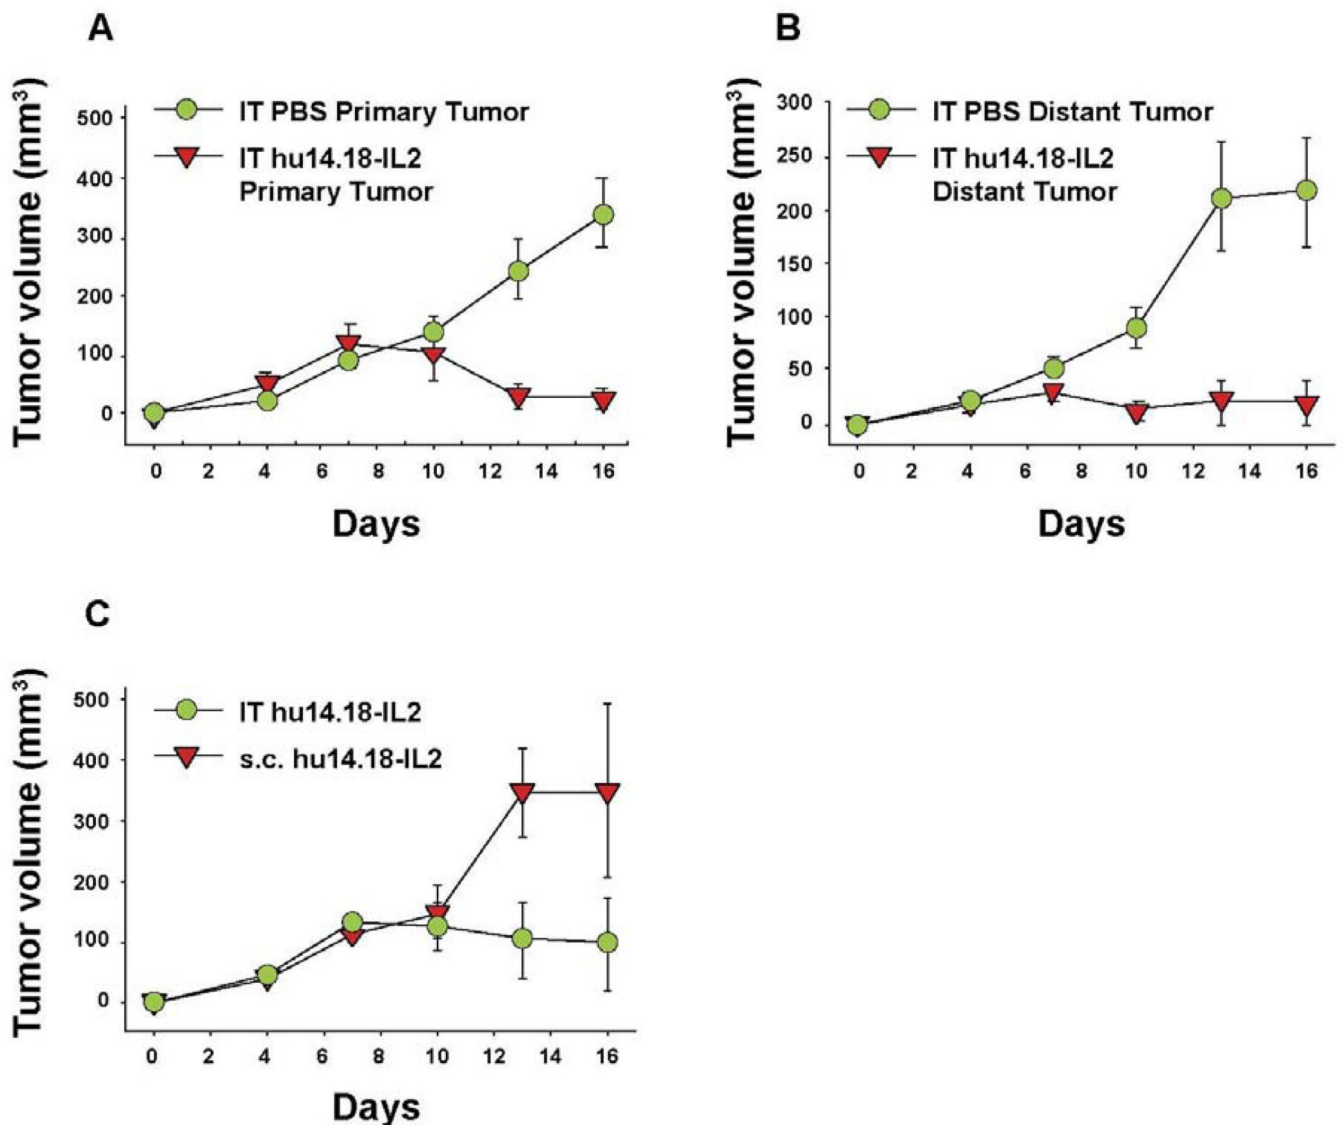 A
Tumor volume (mm³)
IT PBS Primary Tumor
IT hu14.18-IL2
Primary Tumor
500
400
300
200
100
0
0 2 4 6 8 10 12 14 16
Days
B
Tumor volume (mm³)
IT PBS Distant Tumor
IT hu14.18-IL2
Distant Tumor
300
250
200
150
100
50
0
0 2 4 6 8 10 12 14 16
Days
C
Tumor volume (mm³)
IT hu14.18-IL2
s.c. hu14.18-IL2
500
400
300
200
100
0
0 2 4 6 8 10 12 14 16
Days